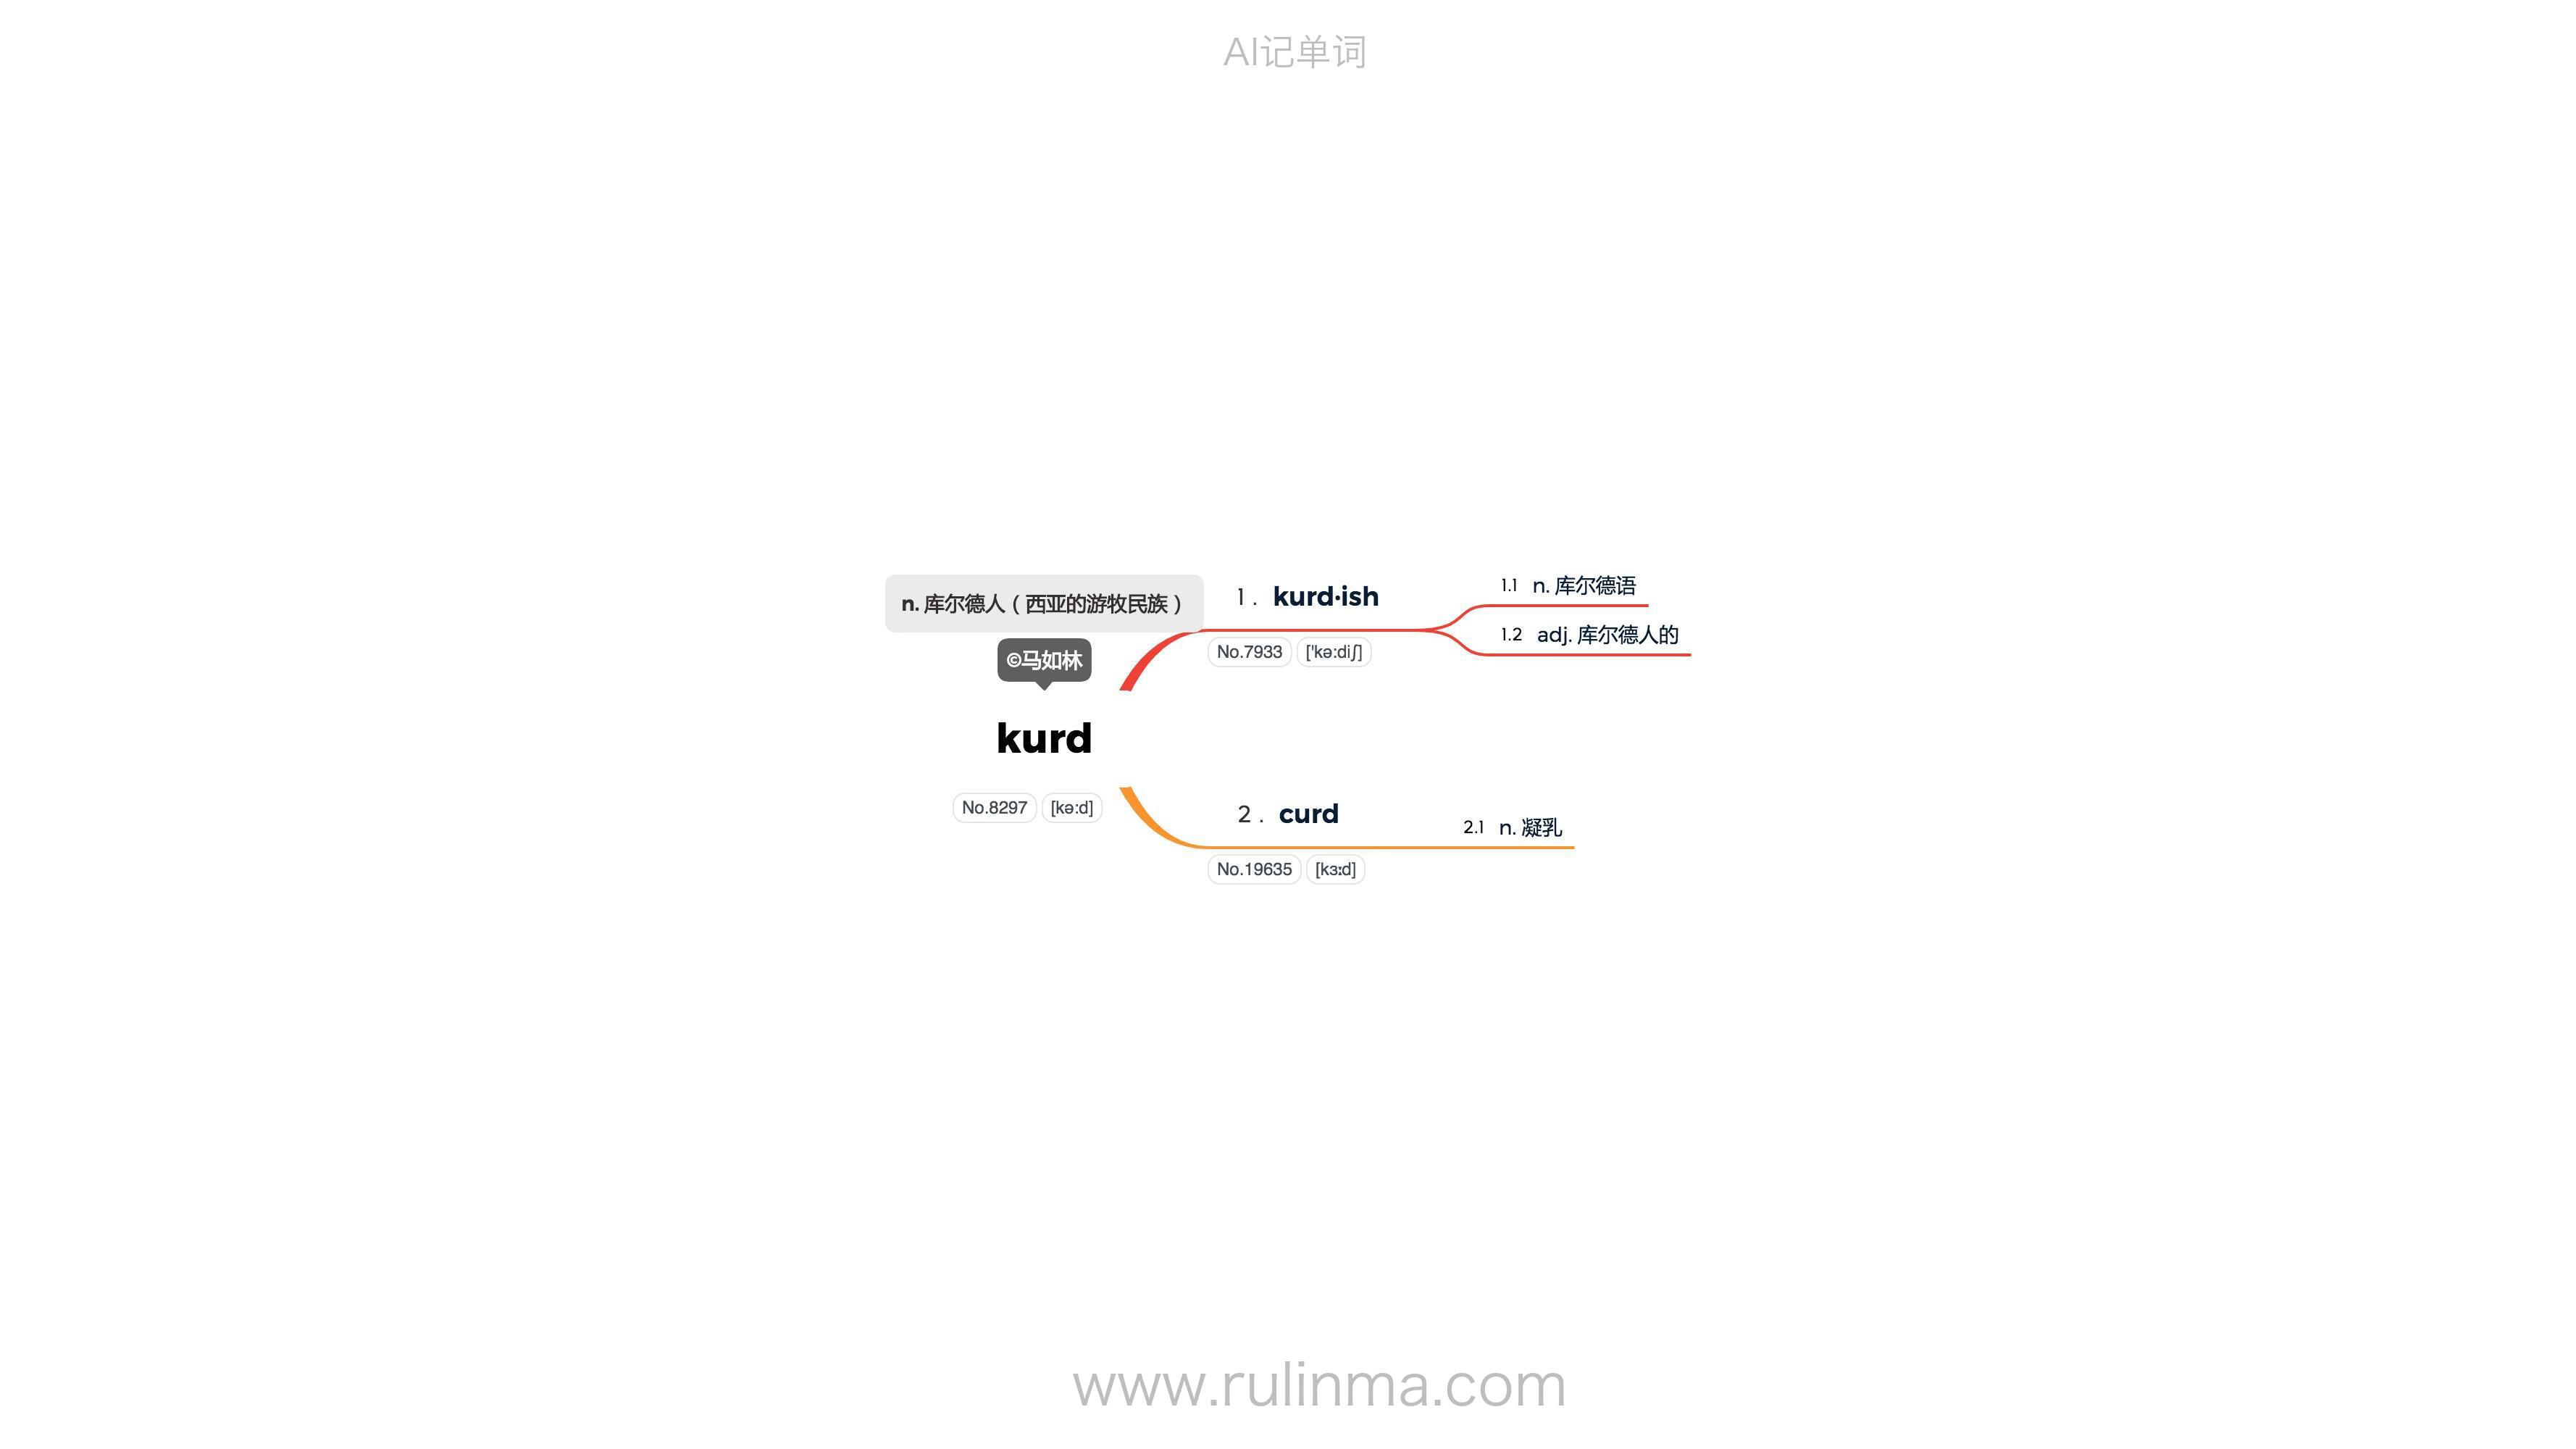 AI记单词
n. 库尔德人（西亚的游牧民族）
©马如林
kurd
No.8297 [kə:d]
1 . kurd·ish
No.7933 ['kə:diʃ]
1.1 n. 库尔德语
1.2 adj. 库尔德人的
2 . curd
No.19635 [kɜːd]
2.1 n. 凝乳
www.rulinma.com